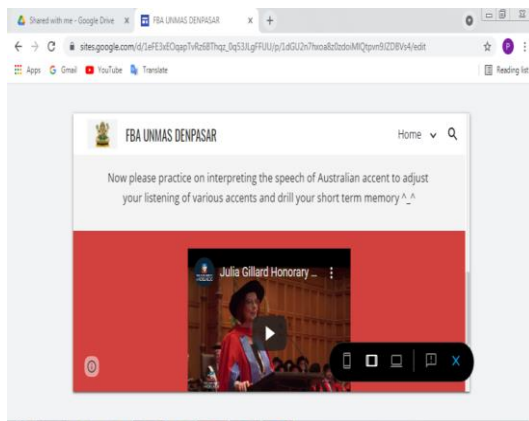 Shared with me - Google Drive
FBA UNMAS DENPASAR
Apps Gmail YouTube Translate Reading list
FBA UNMAS DENPASAR Home
Now please practice on interpreting the speech of Australian accent to adjust
your listening of various accents and drill your short term memory ^_^
Julia Gillard Honorary ...